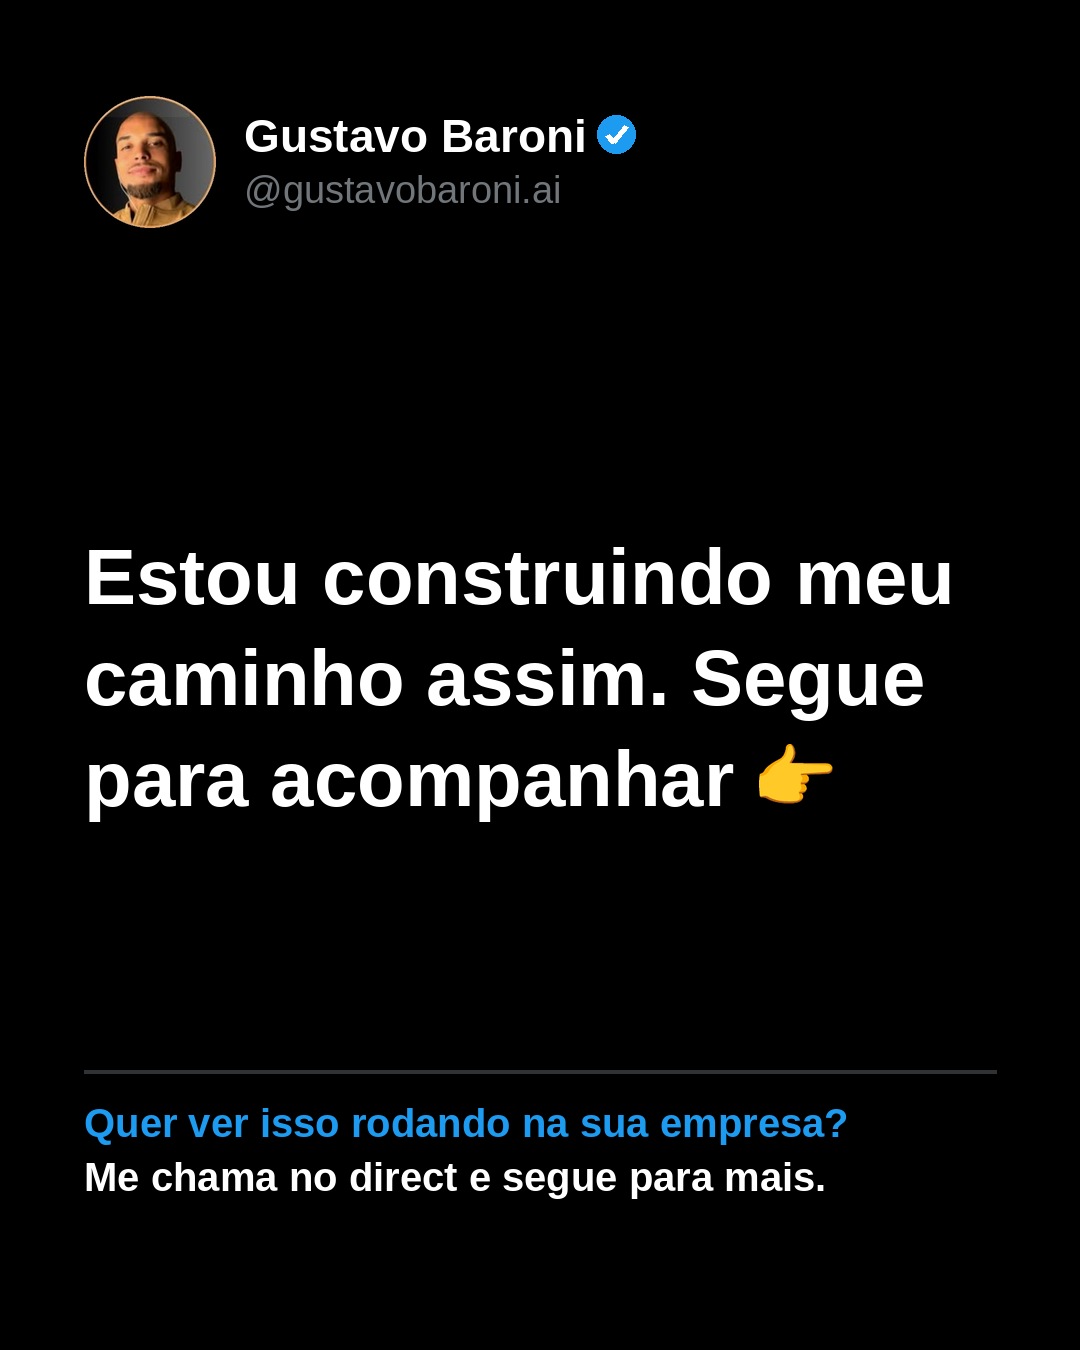 Gustavo Baroni
@gustavobaroni.ai
Estou construindo meu
caminho assim. Segue
para acompanhar 👉
Quer ver isso rodando na sua empresa?
Me chama no direct e segue para mais.